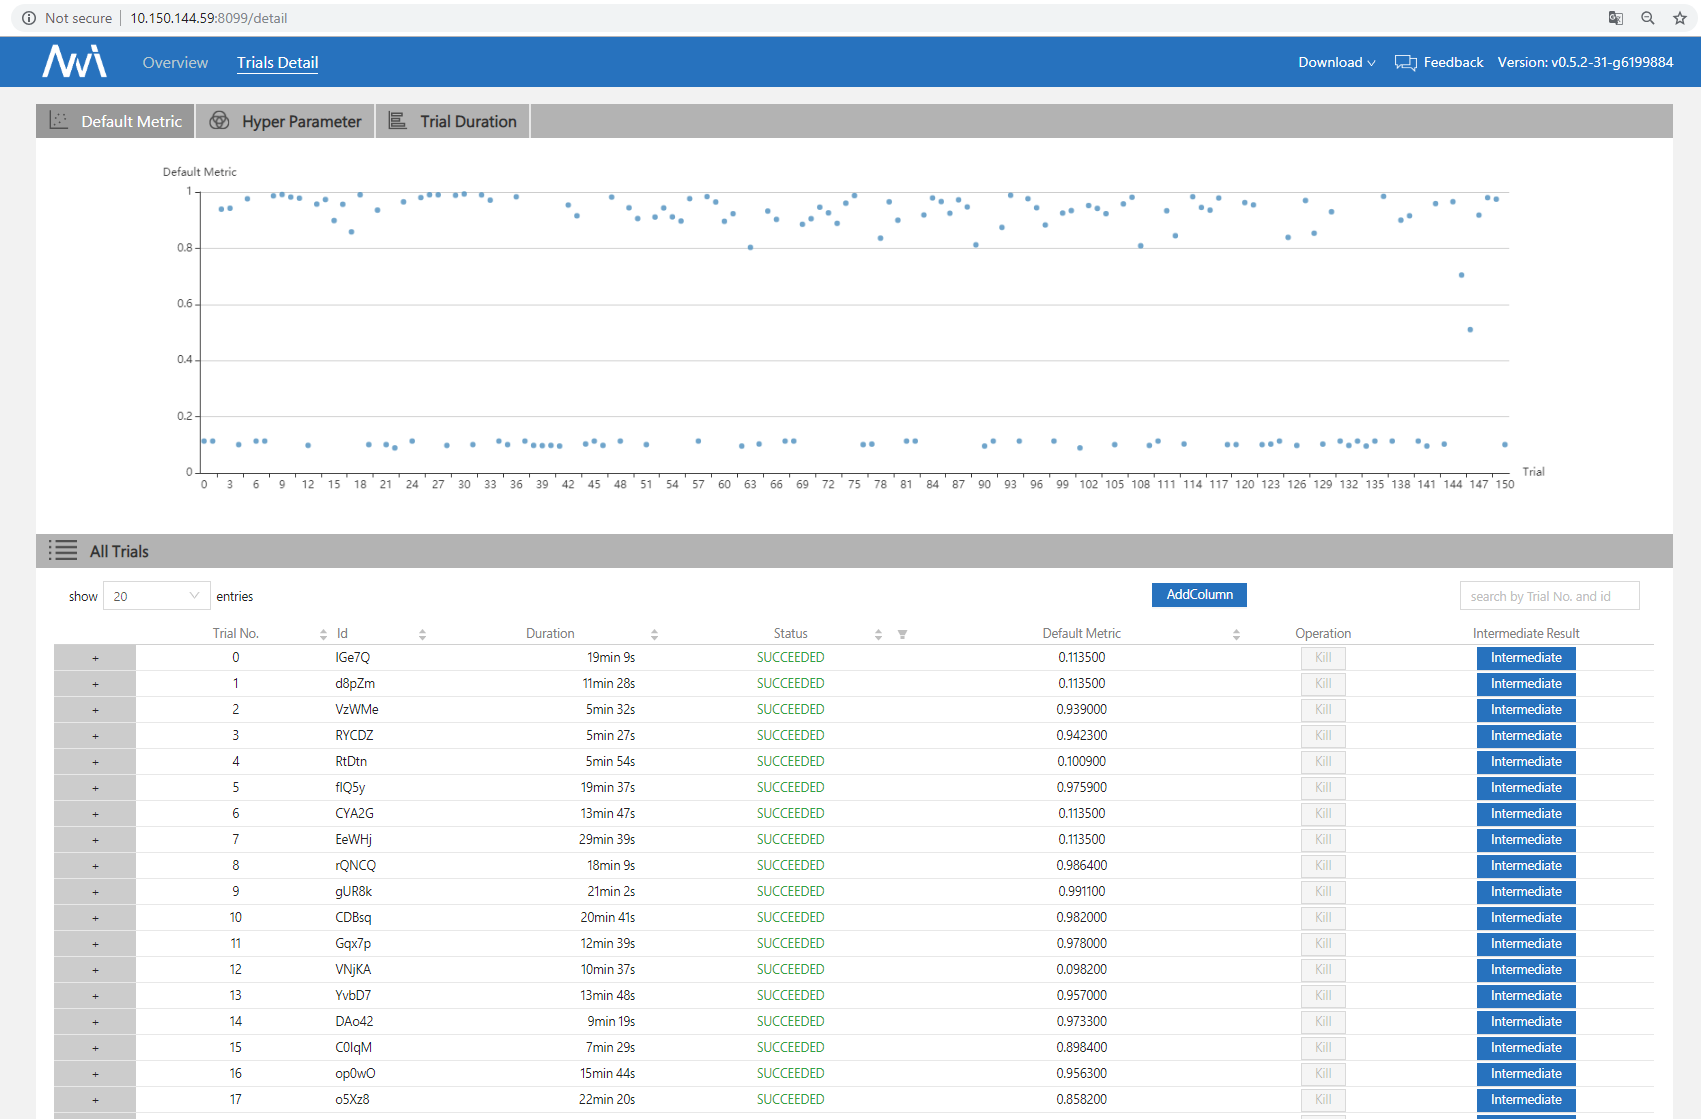 Not secure | 10.150.144.59:8099/detail
NNI Overview Trials Detail Download Feedback Version: v0.5.2-31-g6199884
Default Metric Hyper Parameter Trial Duration
Default Metric
1
0.8
0.6
0.4
0.2
0
Trial
0 3 6 9 12 15 18 21 24 27 30 33 36 39 42 45 48 51 54 57 60 63 66 69 72 75 78 81 84 87 90 93 96 99 102 105 108 111 114 117 120 123 126 129 132 135 138 141 144 147 150
All Trials
show 20 entries AddColumn search by Trial No. and id
Trial No. Id Duration Status Default Metric Operation Intermediate Result
+ 0 IGe7Q 19min 9s SUCCEEDED 0.113500 Kill Intermediate
+ 1 d8pZm 11min 28s SUCCEEDED 0.113500 Kill Intermediate
+ 2 VzWMe 5min 32s SUCCEEDED 0.939000 Kill Intermediate
+ 3 RYCDZ 5min 27s SUCCEEDED 0.942300 Kill Intermediate
+ 4 RtDtn 5min 54s SUCCEEDED 0.100900 Kill Intermediate
+ 5 fIQ5y 19min 37s SUCCEEDED 0.975900 Kill Intermediate
+ 6 CYA2G 13min 47s SUCCEEDED 0.113500 Kill Intermediate
+ 7 EeWHj 29min 39s SUCCEEDED 0.113500 Kill Intermediate
+ 8 rQNCQ 18min 9s SUCCEEDED 0.986400 Kill Intermediate
+ 9 gUR8k 21min 2s SUCCEEDED 0.991100 Kill Intermediate
+ 10 CDBsq 20min 41s SUCCEEDED 0.982000 Kill Intermediate
+ 11 Gqx7p 12min 39s SUCCEEDED 0.978000 Kill Intermediate
+ 12 VNjKA 10min 37s SUCCEEDED 0.098200 Kill Intermediate
+ 13 YvbD7 13min 48s SUCCEEDED 0.957000 Kill Intermediate
+ 14 DAo42 9min 19s SUCCEEDED 0.973300 Kill Intermediate
+ 15 C0IqM 7min 29s SUCCEEDED 0.898400 Kill Intermediate
+ 16 op0wO 15min 44s SUCCEEDED 0.956300 Kill Intermediate
+ 17 o5Xz8 22min 20s SUCCEEDED 0.858200 Kill Intermediate